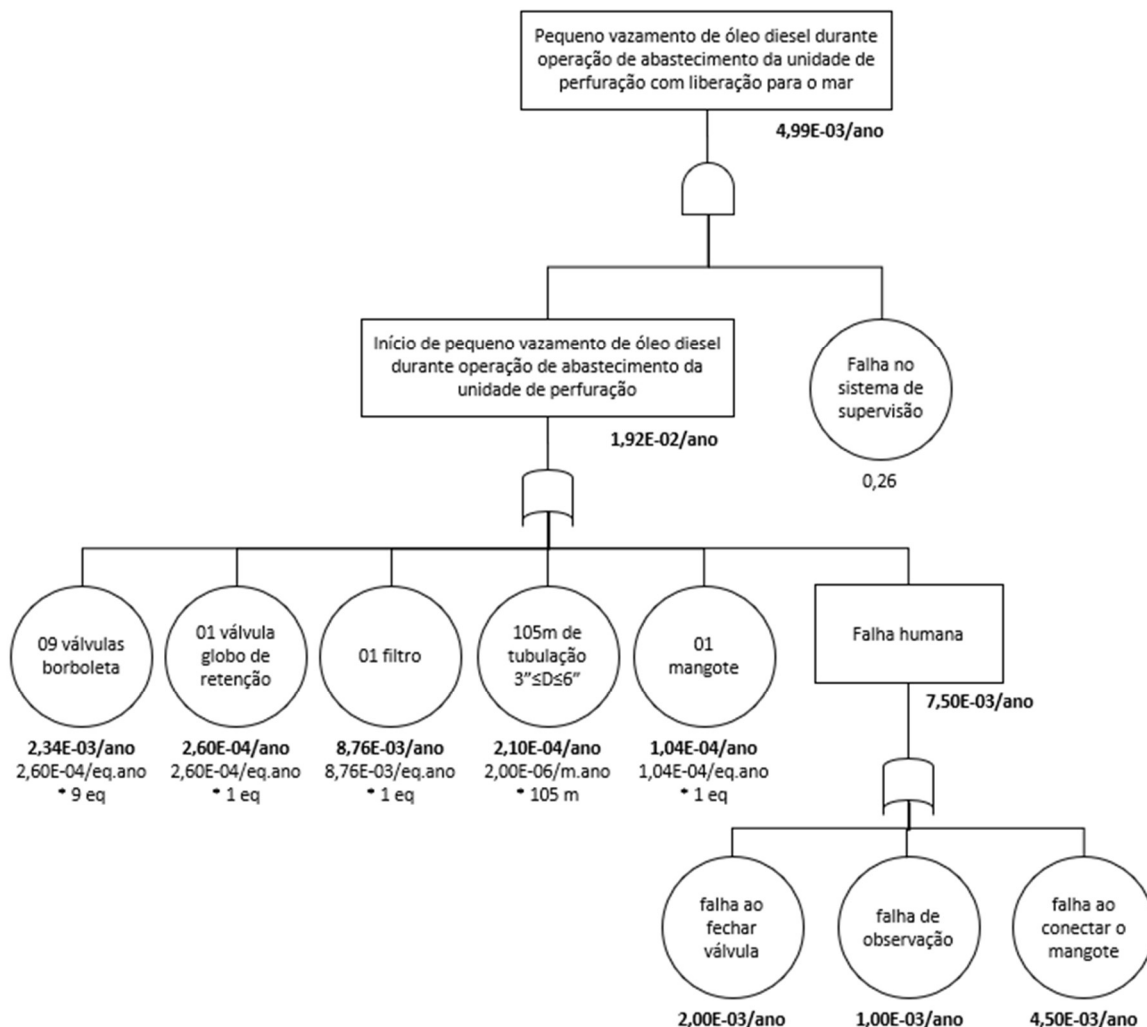 Pequeno vazamento de óleo diesel durante
operação de abastecimento da unidade de
perfuração com liberação para o mar
4,99E-03/ano
Início de pequeno vazamento de óleo diesel
durante operação de abastecimento da
unidade de perfuração
1,92E-02/ano
Falha no
sistema de
supervisão
0,26
09 válvulas
borboleta
2,34E-03/ano
2,60E-04/eq.ano
* 9 eq
01 válvula
globo de
retenção
2,60E-04/ano
2,60E-04/eq.ano
* 1 eq
01 filtro
8,76E-03/ano
8,76E-03/eq.ano
* 1 eq
105m de
tubulação
3"≤D≤6"
2,10E-04/ano
2,00E-06/m.ano
* 105 m
01
mangote
1,04E-04/ano
1,04E-04/eq.ano
* 1 eq
Falha humana
7,50E-03/ano
falha ao
fechar
válvula
2,00E-03/ano
falha de
observação
1,00E-03/ano
falha ao
conectar o
mangote
4,50E-03/ano